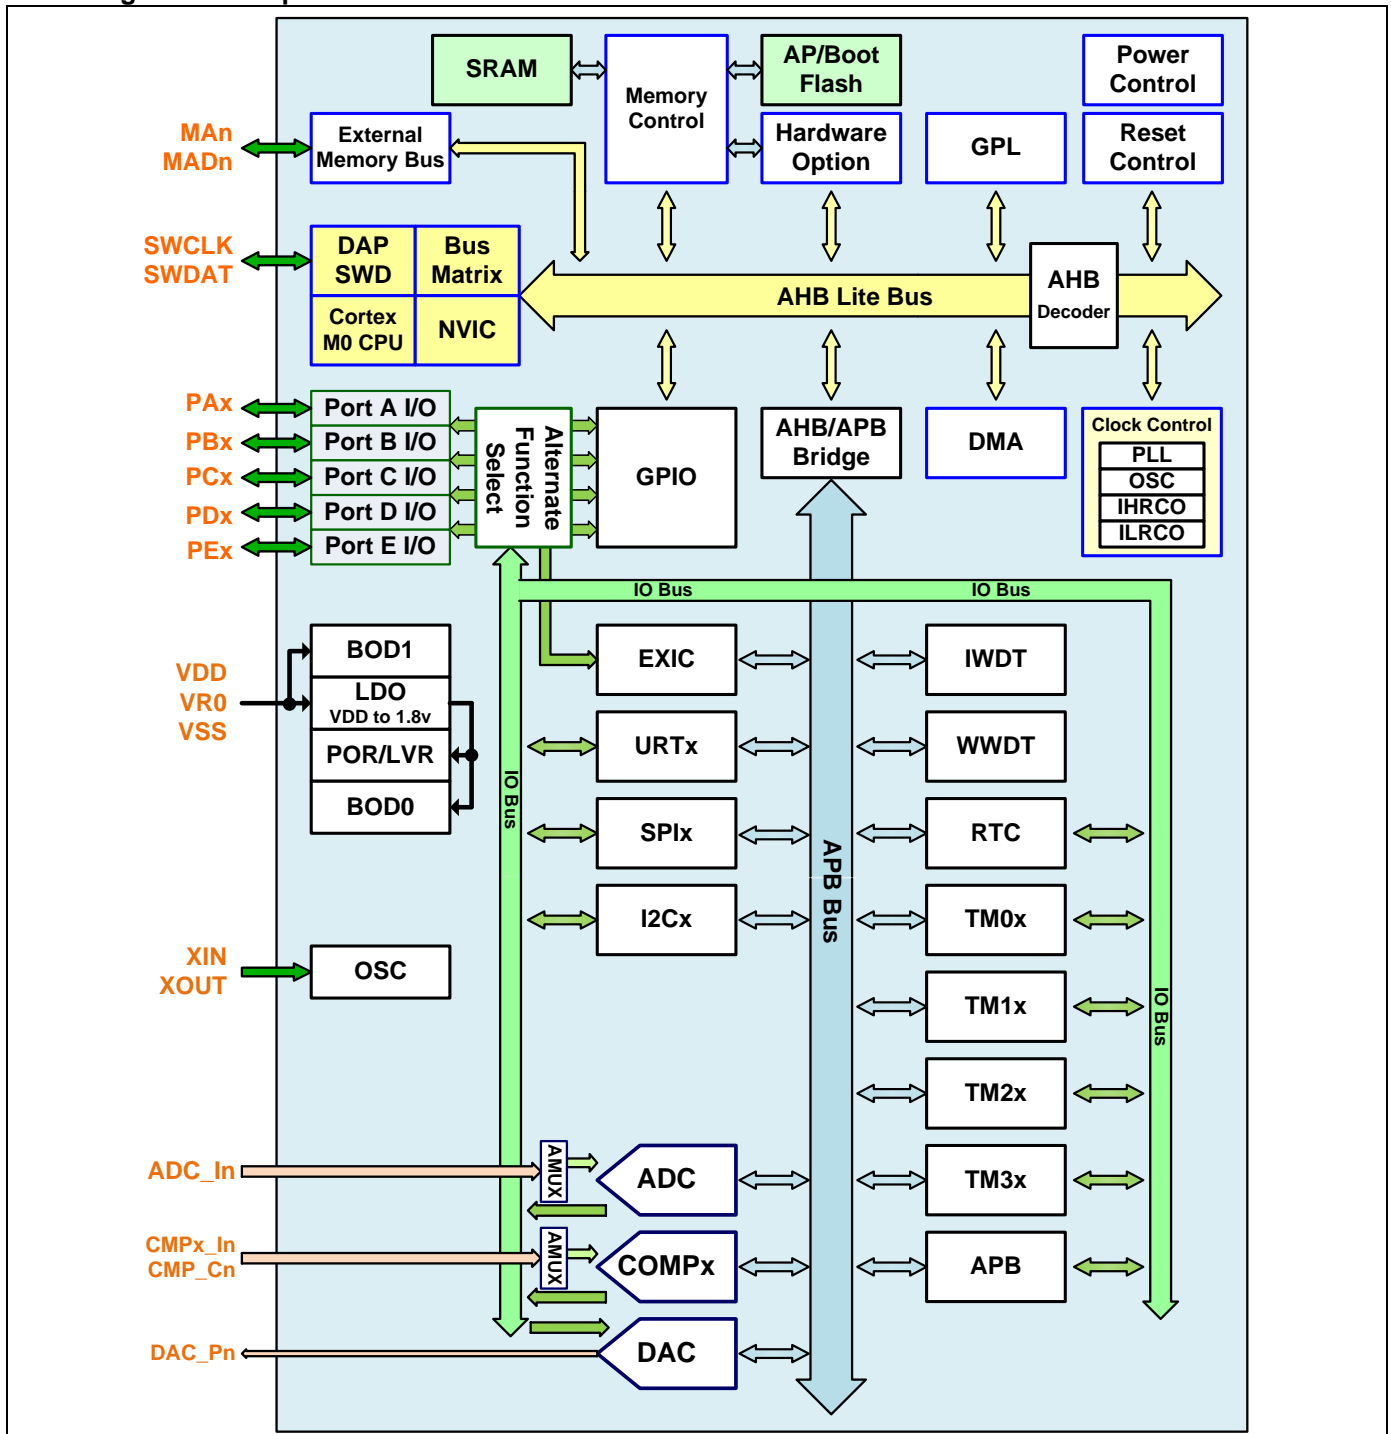 SRAM
Memory
Control
AP/Boot
Flash
Power
Control
MAn
MADn
External
Memory Bus
Hardware
Option
GPL
Reset
Control
SWCLK
SWDAT
DAP
SWD
Bus
Matrix
Cortex
M0 CPU
NVIC
AHB Lite Bus
AHB
Decoder
PAx
PBx
PCx
PDx
PEx
Port A I/O
Port B I/O
Port C I/O
Port D I/O
Port E I/O
Alternate
Function
Select
GPIO
AHB/APB
Bridge
DMA
Clock Control
PLL
OSC
IHRCO
ILRCO
IO Bus
IO Bus
VDD
VR0
VSS
BOD1
LDO
VDD to 1.8v
POR/LVR
BOD0
IO Bus
EXIC
URTx
SPIx
I2Cx
APB Bus
IWDT
WWDT
RTC
TM0x
TM1x
TM2x
TM3x
APB
IO Bus
XIN
XOUT
OSC
ADC_In
AMUX
ADC
CMPx_In
CMP_Cn
AMUX
COMPx
DAC_Pn
DAC